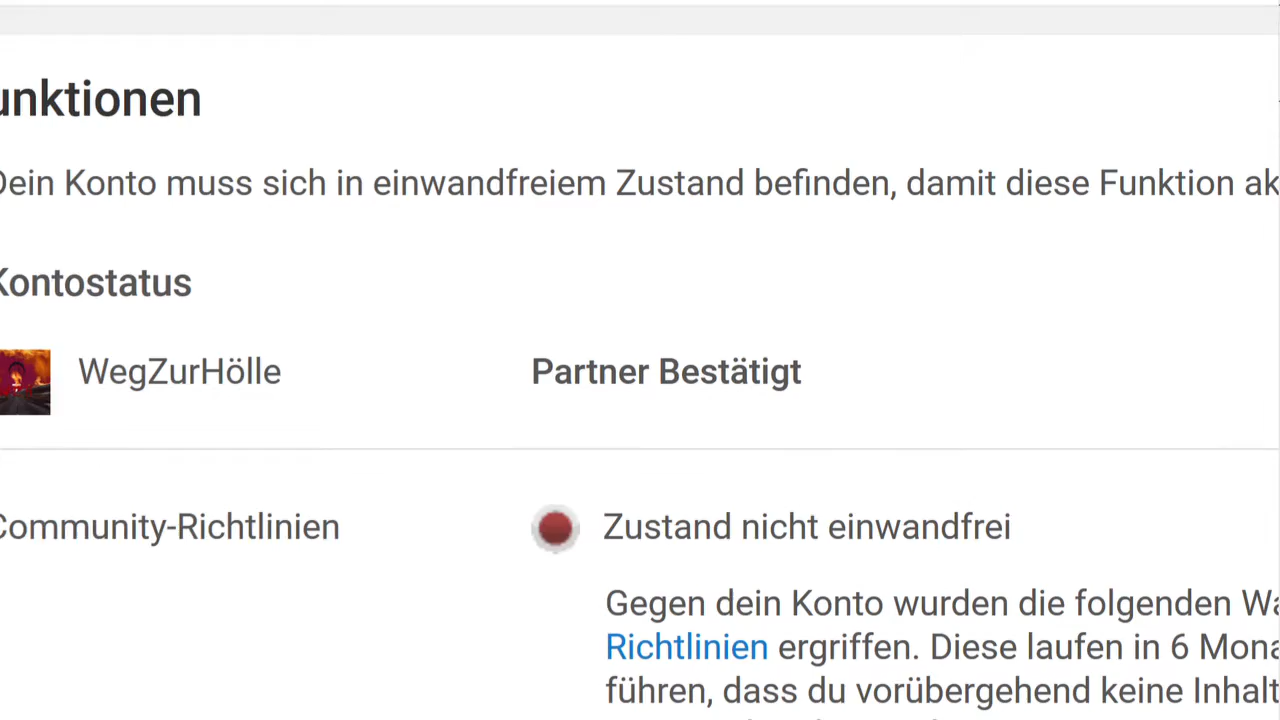 unktionen
Dein Konto muss sich in einwandfreiem Zustand befinden, damit diese Funktion ak
Kontostatus
WegZurHölle Partner Bestätigt
Community-Richtlinien Zustand nicht einwandfrei
Gegen dein Konto wurden die folgenden Wa
Richtlinien ergriffen. Diese laufen in 6 Mona
führen, dass du vorübergehend keine Inhalt